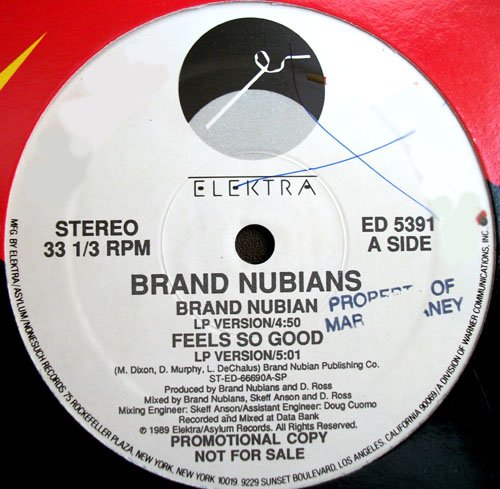 ELEKTRA
STEREO
33 1/3 RPM
ED 5391
A SIDE
BRAND NUBIANS
BRAND NUBIAN
LP VERSION/4:50
FEELS SO GOOD
LP VERSION/5:01
PROPERTY OF
(M. Dixon, D. Murphy, L. DeChalus) Brand Nubian Publishing Co.
ST-ED-66690A-SP
Produced by Brand Nubians and D. Ross
Mixed by Brand Nubians, Skeff Anson and D. Ross
Mixing Engineer: Skeff Anson/Assistant Engineer: Doug Cuomo
Recorded and Mixed at Data Bank
℗ 1989 Elektra/Asylum Records. All Rights Reserved.
PROMOTIONAL COPY
NOT FOR SALE
MFG. BY ELEKTRA/ASYLUM/NONESUCH RECORDS 75 ROCKEFELLER PLAZA, NEW YORK, NEW YORK 10019. 9229 SUNSET BOULEVARD, LOS ANGELES, CALIFORNIA 90069/A DIVISION OF WARNER COMMUNICATIONS, INC.